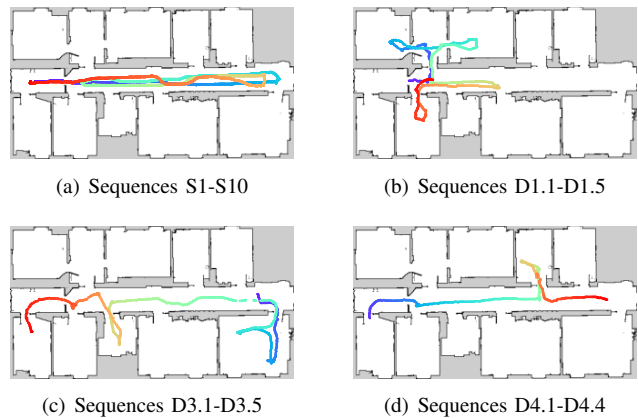 (a) Sequences S1-S10
(b) Sequences D1.1-D1.5
(c) Sequences D3.1-D3.5
(d) Sequences D4.1-D4.4